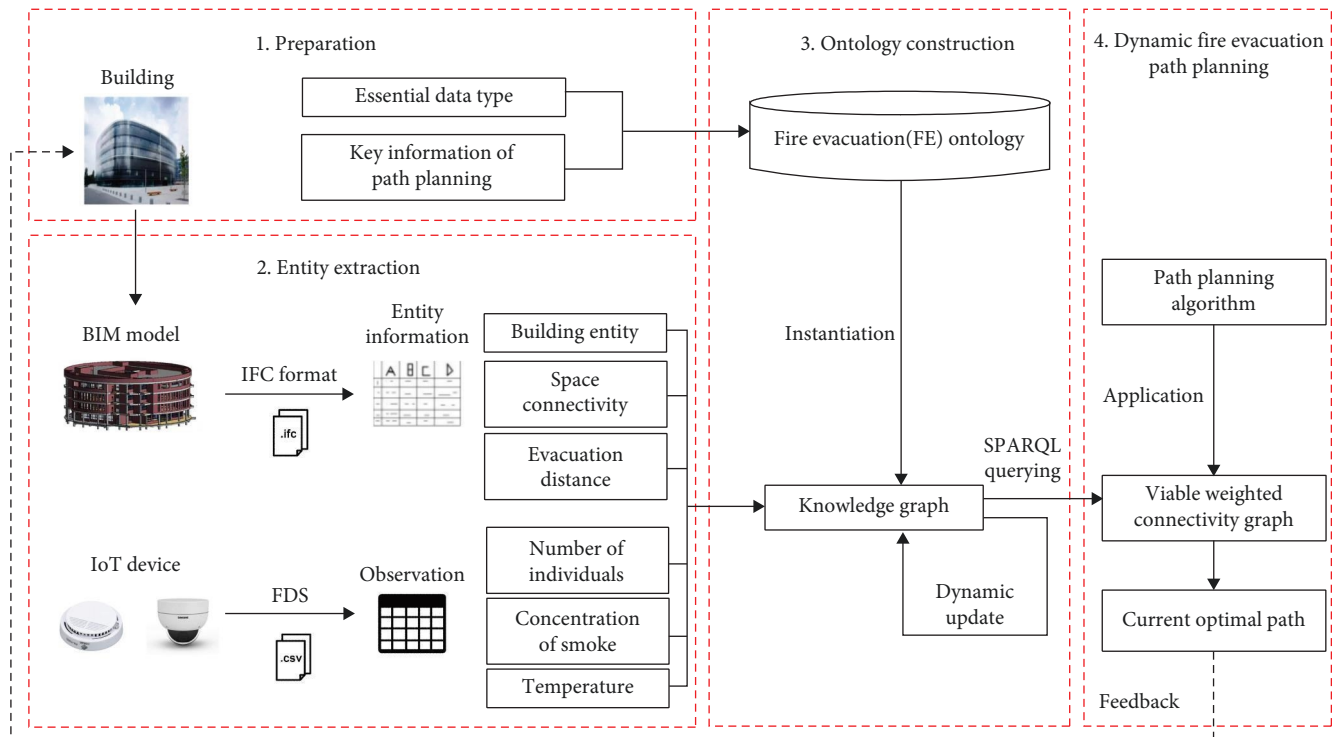 1. Preparation
Building
Essential data type
Key information of
path planning
2. Entity extraction
BIM model
IFC format
.ifc
Entity
information
A B C D
Building entity
Space
connectivity
Evacuation
distance
IoT device
FDS
.csv
Observation
Number of
individuals
Concentration
of smoke
Temperature
3. Ontology construction
Fire evacuation(FE) ontology
Instantiation
Knowledge graph
Dynamic
update
SPARQL
querying
4. Dynamic fire evacuation
path planning
Path planning
algorithm
Application
Viable weighted
connectivity graph
Current optimal path
Feedback